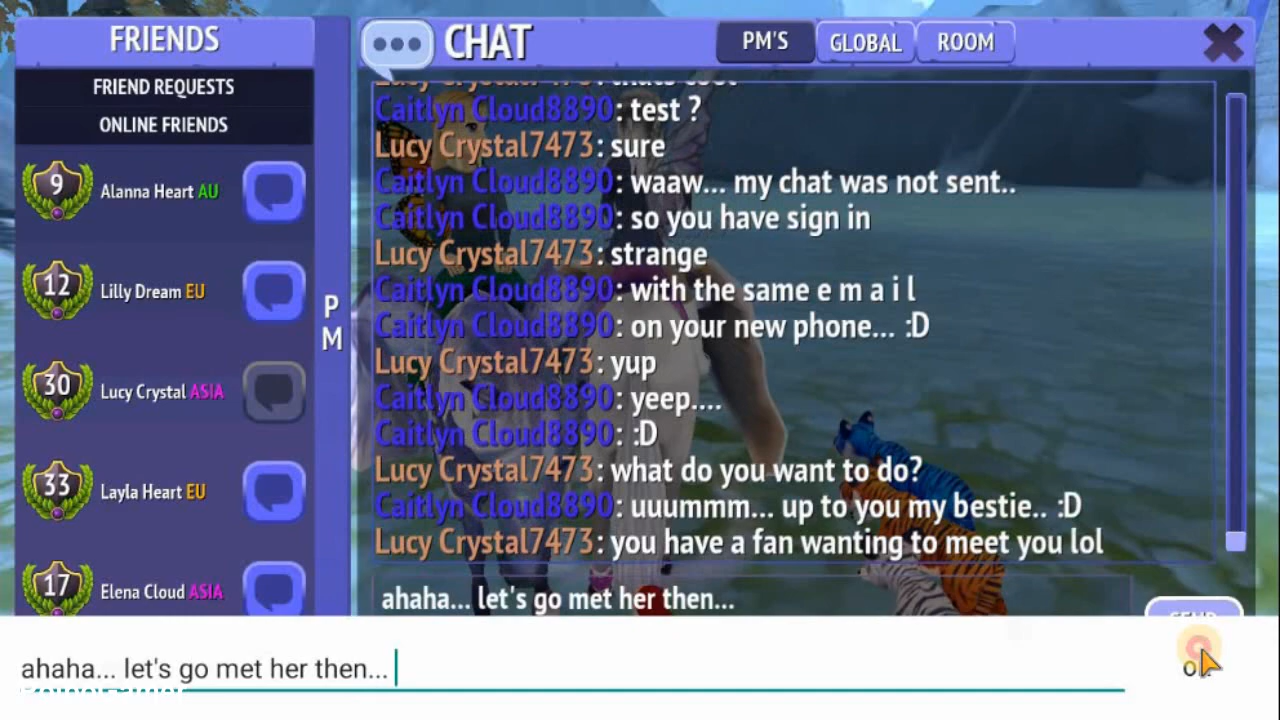 FRIENDS
FRIEND REQUESTS
ONLINE FRIENDS
9 Alanna Heart AU
12 Lilly Dream EU
30 Lucy Crystal ASIA
33 Layla Heart EU
17 Elena Cloud ASIA
P
M
CHAT
PM'S GLOBAL ROOM
Caitlyn Cloud8890: test ?
Lucy Crystal7473: sure
Caitlyn Cloud8890: waaw... my chat was not sent..
Caitlyn Cloud8890: so you have sign in
Lucy Crystal7473: strange
Caitlyn Cloud8890: with the same e m a i l
Caitlyn Cloud8890: on your new phone... :D
Lucy Crystal7473: yup
Caitlyn Cloud8890: yeep....
Caitlyn Cloud8890: :D
Lucy Crystal7473: what do you want to do?
Caitlyn Cloud8890: uuummm... up to you my bestie.. :D
Lucy Crystal7473: you have a fan wanting to meet you lol
ahaha... let's go met her then...
SEND
ahaha... let's go met her then...